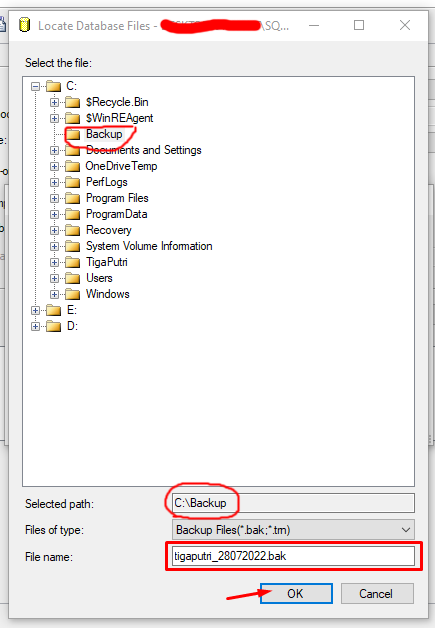 Locate Database Files - \SQ...
Select the file:
C:
$Recycle.Bin
$WinREAgent
Backup
Documents and Settings
OneDriveTemp
PerfLogs
Program Files
ProgramData
Recovery
System Volume Information
TigaPutri
Users
Windows
E:
D:
Selected path: C:\Backup
Files of type: Backup Files(*.bak;*.trn)
File name: tigaputri_28072022.bak
OK Cancel